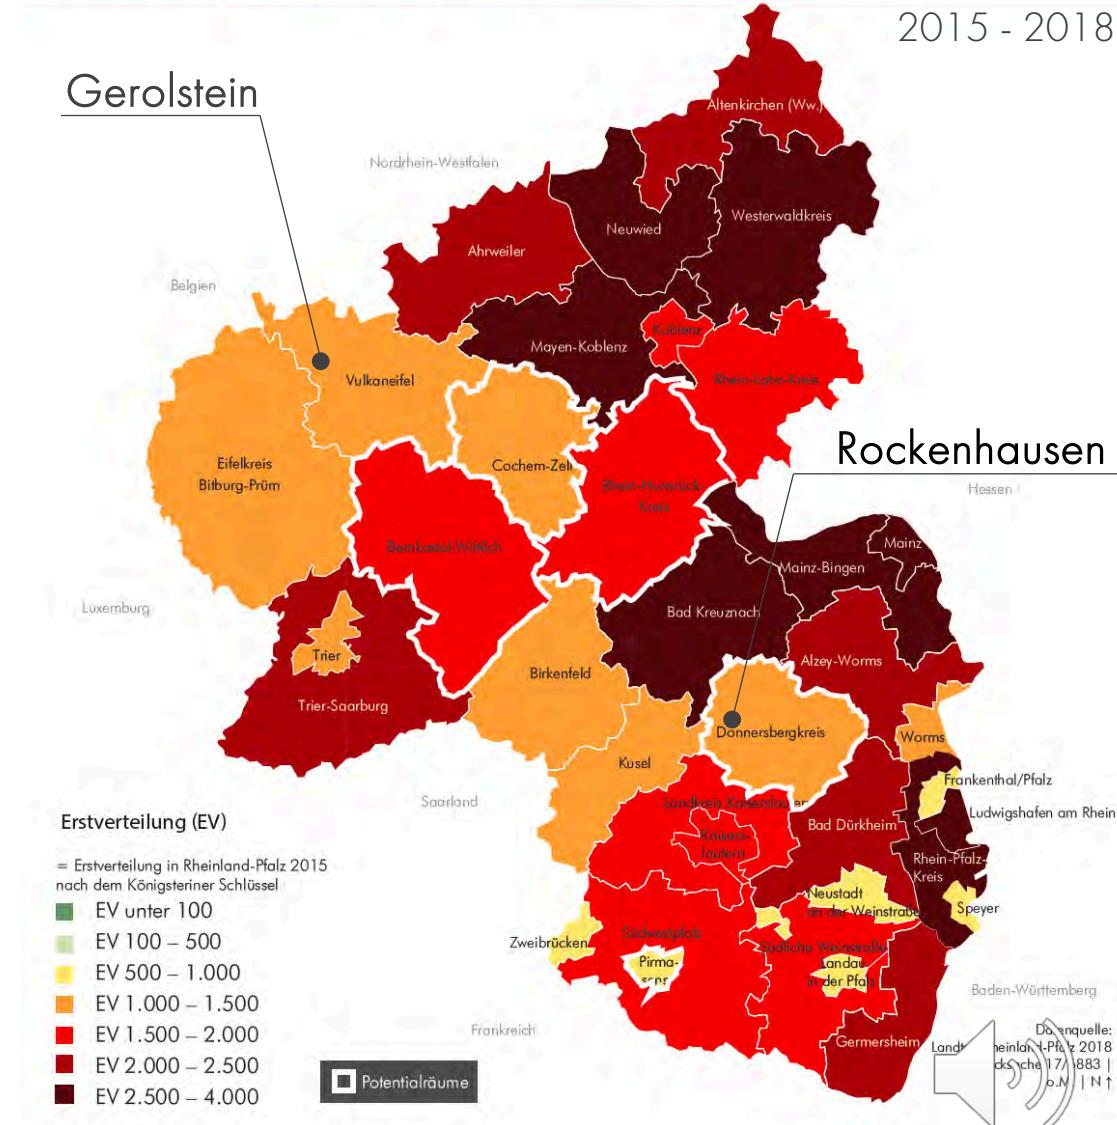 2015 - 2018
Gerolstein
Altenkirchen (Ww.)
Nordrhein-Westfalen
Neuwied
Westerwaldkreis
Ahrweiler
Belgien
Koblenz
Mayen-Koblenz
Vulkaneifel
Rhein-Lahn-Kreis
Rockenhausen
Eifelkreis
Bitburg-Prüm
Cochem-Zell
Rhein-Hunsrück-
Kreis
Hessen
Bernkastel-Wittlich
Mainz
Mainz-Bingen
Luxemburg
Bad Kreuznach
Trier
Alzey-Worms
Birkenfeld
Trier-Saarburg
Donnersbergkreis
Worms
Kusel
Frankenthal/Pfalz
Saarland
Landkreis
Ludwigshafen am Rhein
Kaisers-
lautern
Bad Dürkheim
Rhein-Pfalz-
Kreis
Neustadt
an der Weinstraße
Speyer
Zweibrücken
Südwestpfalz
Südliche Weinstraße
Pirma-
sens
Landau
in der Pfalz
Baden-Württemberg
Frankreich
Germersheim
Erstverteilung (EV)
= Erstverteilung in Rheinland-Pfalz 2015
nach dem Königsteiner Schlüssel
EV unter 100
EV 100 – 500
EV 500 – 1.000
EV 1.000 – 1.500
EV 1.500 – 2.000
EV 2.000 – 2.500
EV 2.500 – 4.000
Potentialräume
2018
| N ↑